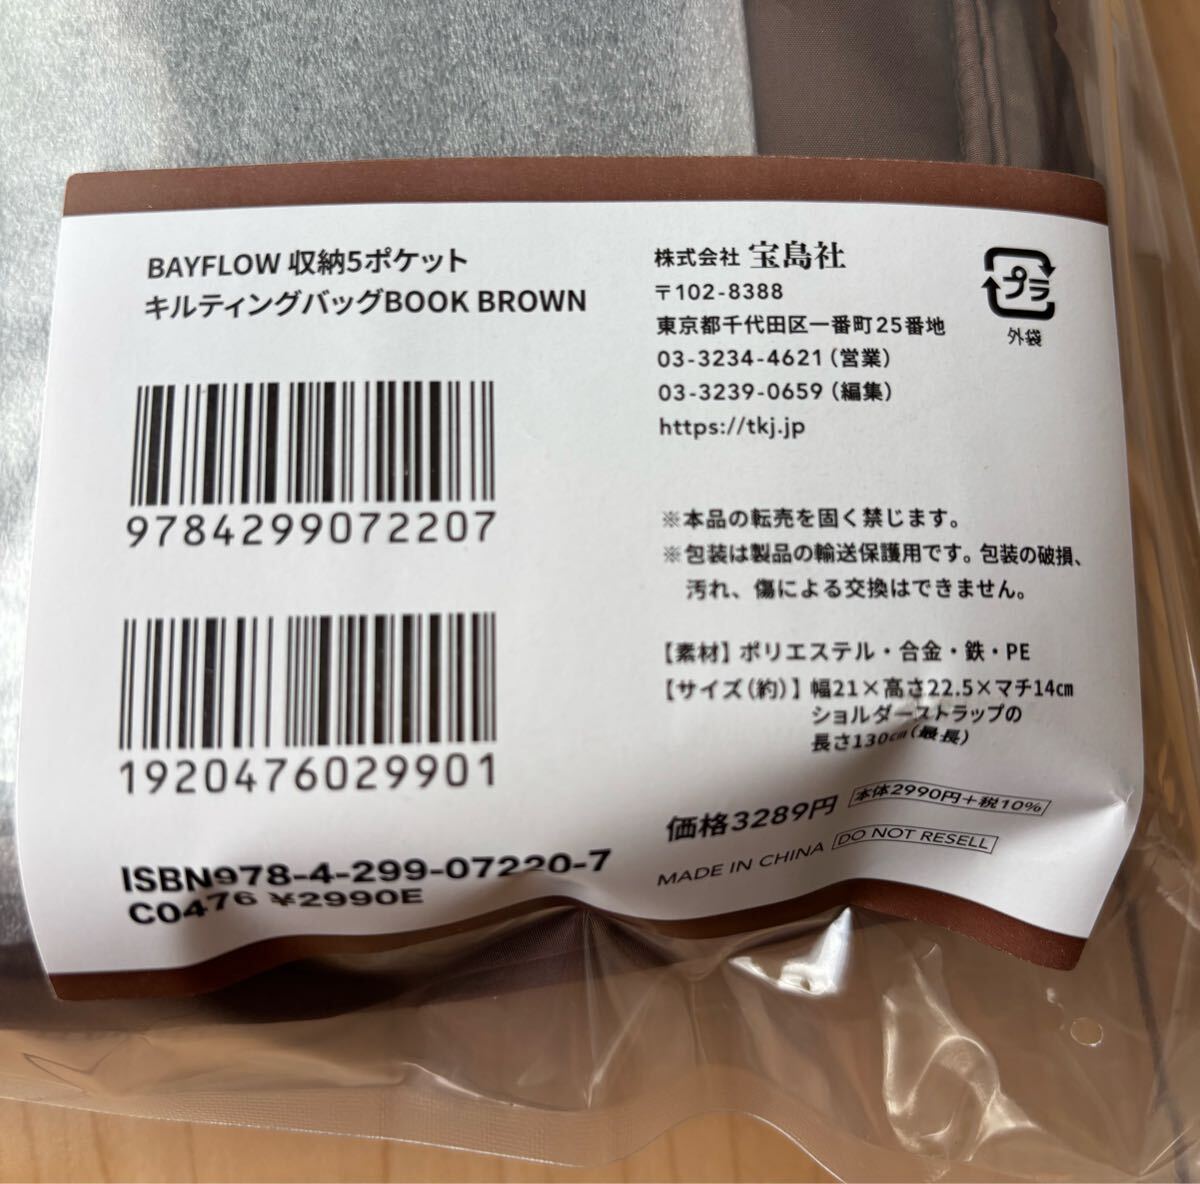 BAYFLOW 収納5ポケット
キルティングバッグBOOK BROWN
9784299072207
1920476029901
ISBN978-4-299-07220-7
C0476 ¥2990E
株式会社 宝島社
〒102-8388
東京都千代田区一番町25番地
03-3234-4621（営業）
03-3239-0659（編集）
https://tkj.jp
プラ
外袋
※本品の転売を固く禁じます。
※包装は製品の輸送保護用です。包装の破損、
汚れ、傷による交換はできません。
【素材】ポリエステル・合金・鉄・PE
【サイズ（約）】幅21×高さ22.5×マチ14㎝
ショルダーストラップの
長さ130㎝（最長）
価格3289円 本体2990円+税10%
MADE IN CHINA DO NOT RESELL